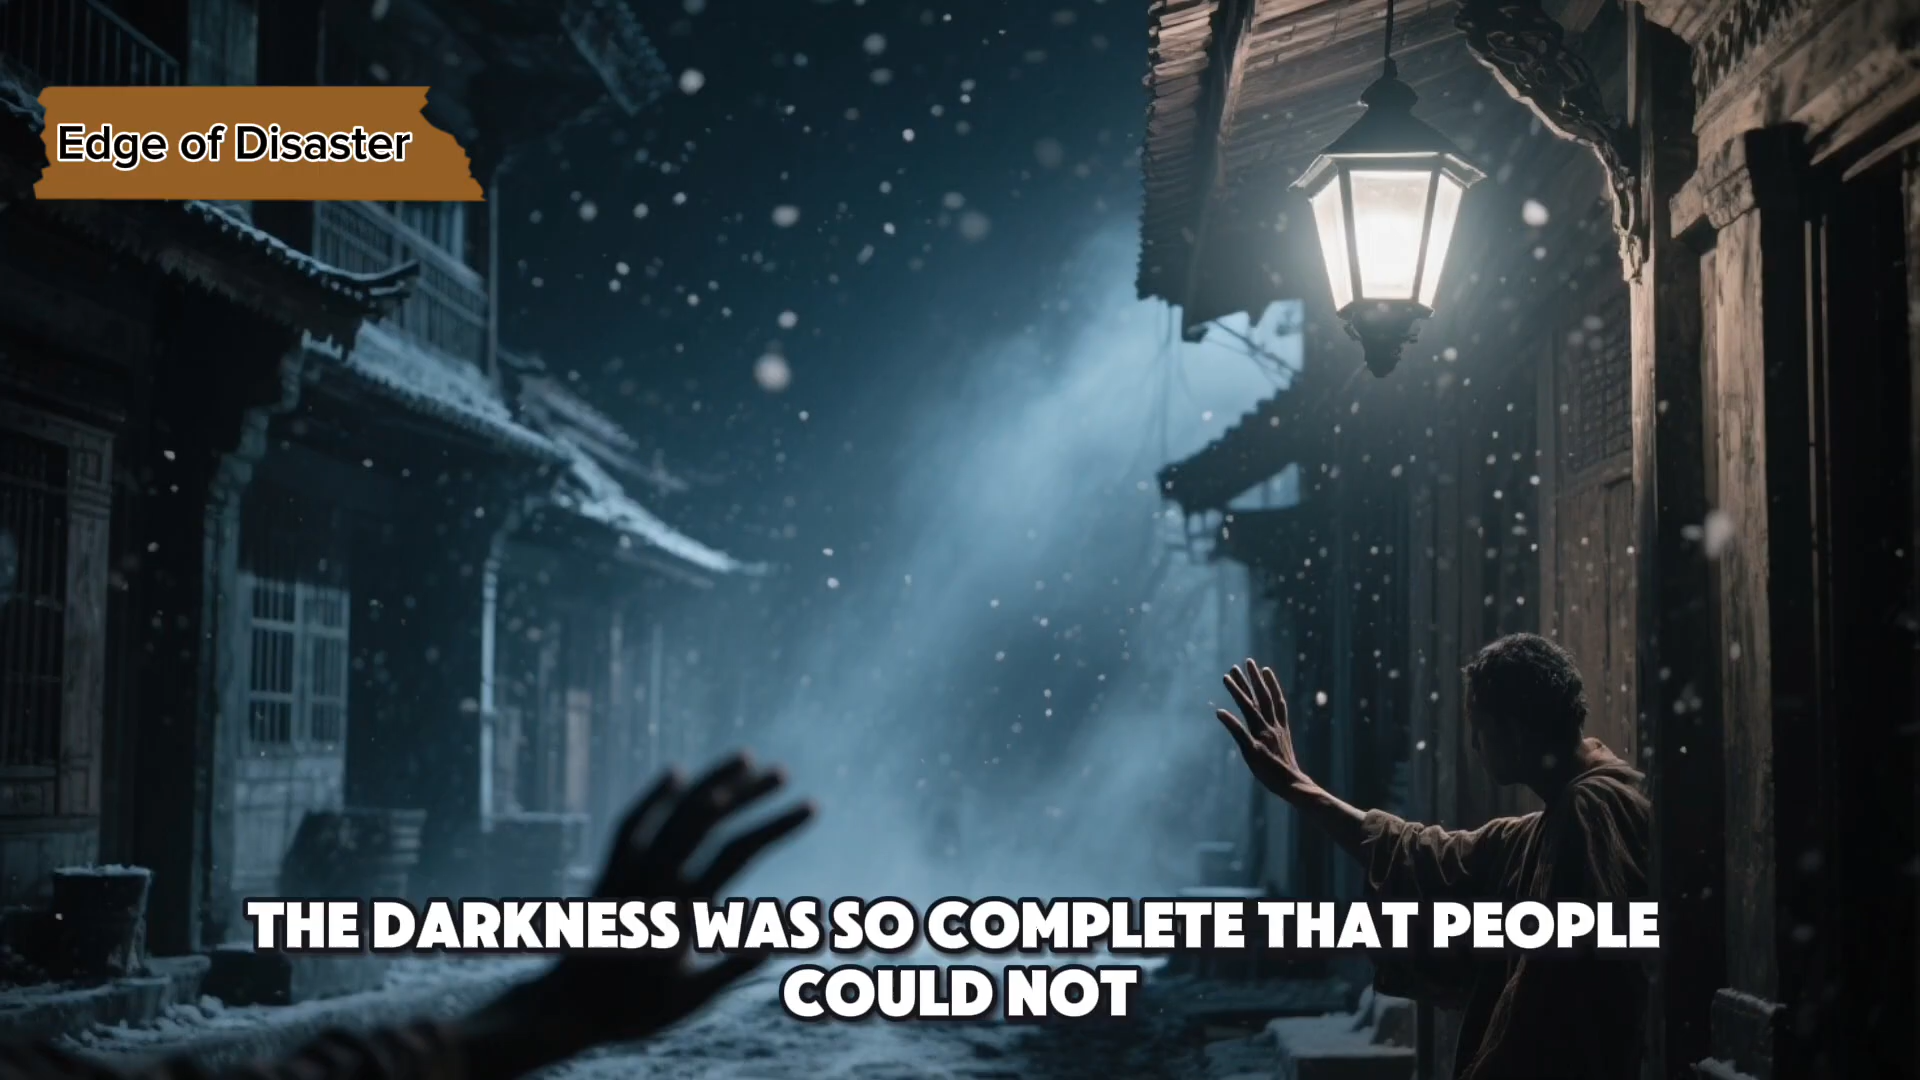 Edge of Disaster
THE DARKNESS WAS SO COMPLETE THAT PEOPLE
COULD NOT